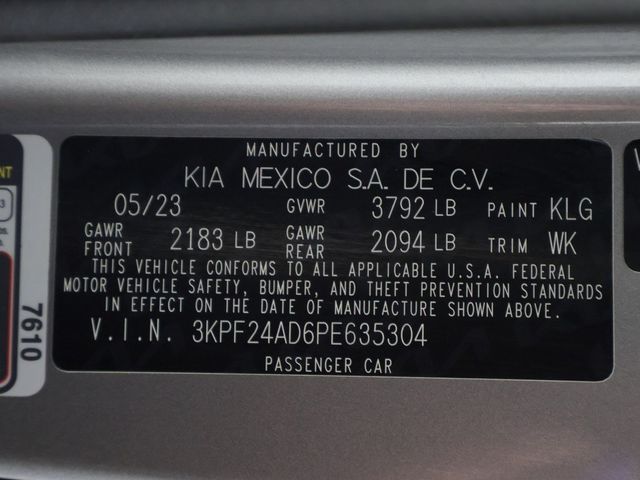 MANUFACTURED BY
KIA MEXICO S.A. DE C.V.
05/23 GVWR 3792 LB PAINT KLG
GAWR FRONT 2183 LB GAWR REAR 2094 LB TRIM WK
THIS VEHICLE CONFORMS TO ALL APPLICABLE U.S.A. FEDERAL
MOTOR VEHICLE SAFETY, BUMPER, AND THEFT PREVENTION STANDARDS
IN EFFECT ON THE DATE OF MANUFACTURE SHOWN ABOVE.
V.I.N. 3KPF24AD6PE635304
PASSENGER CAR
7610